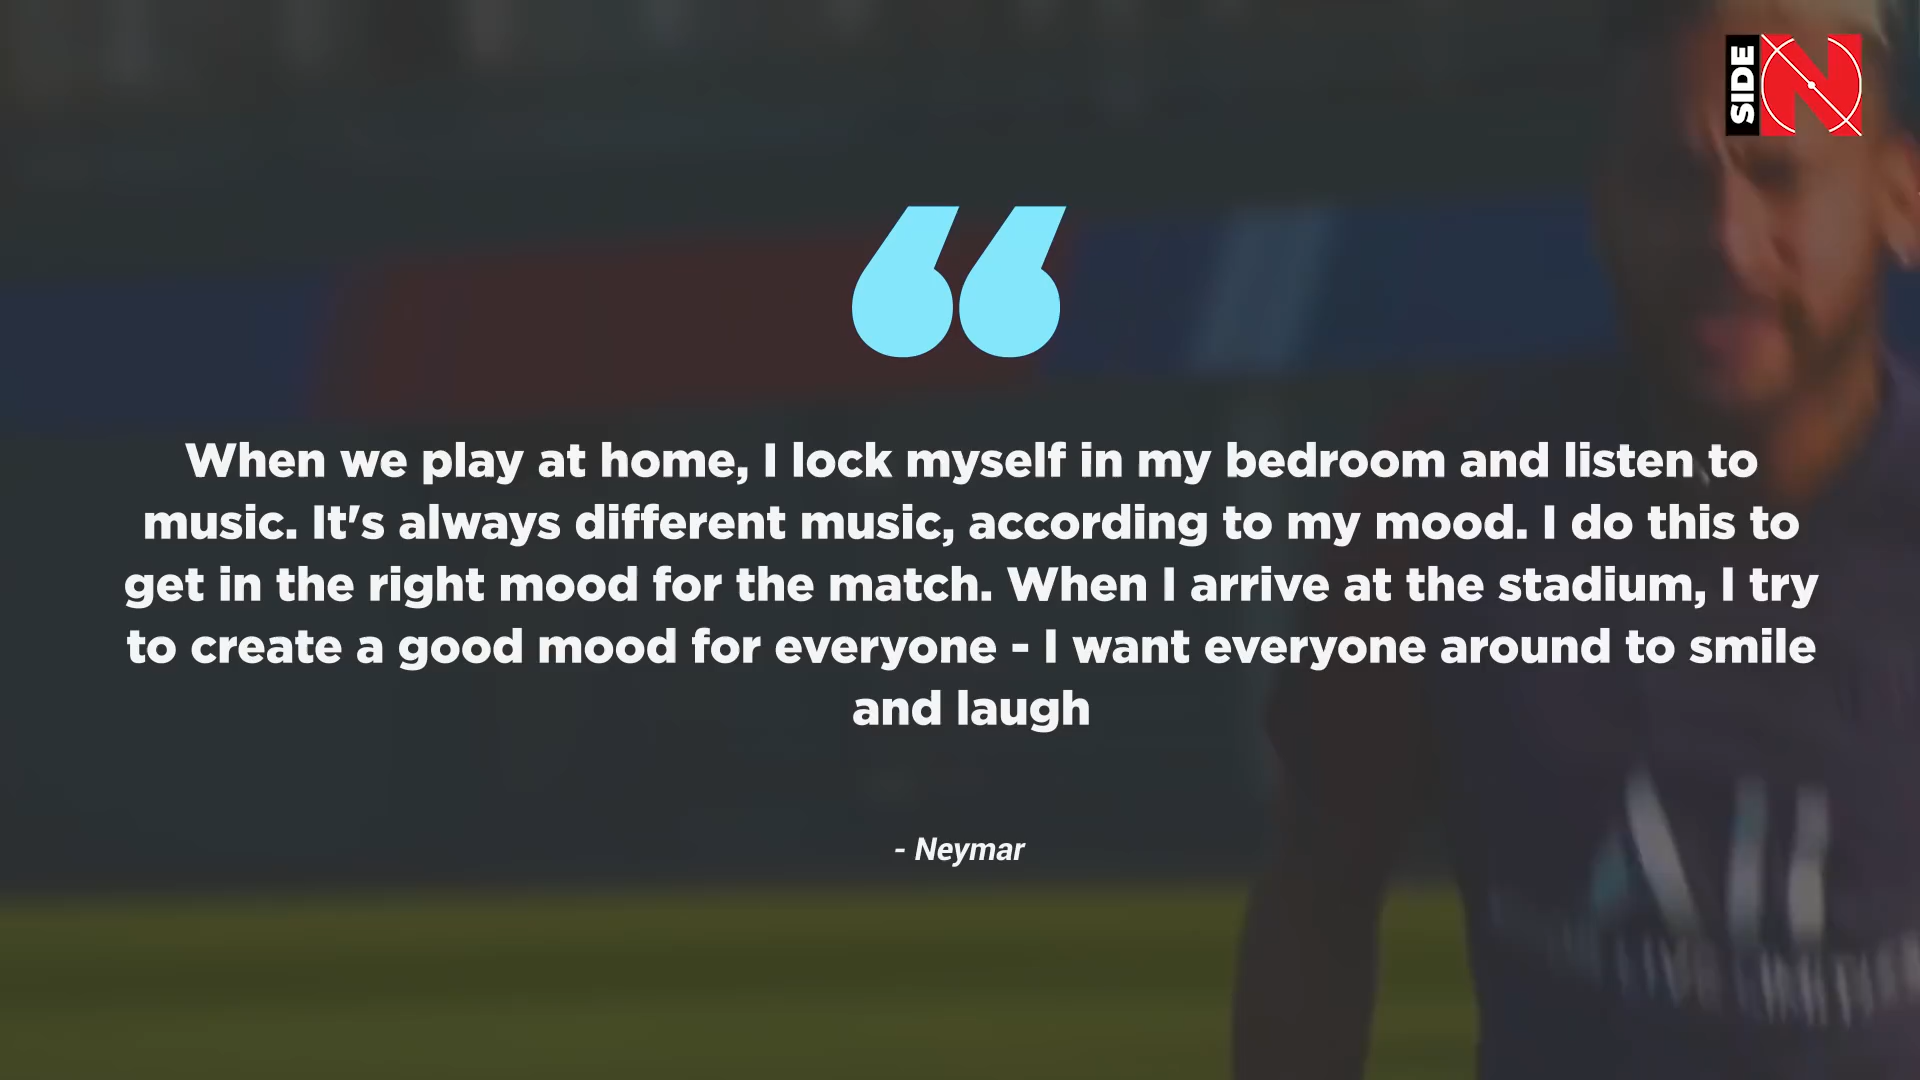 SIDE N
When we play at home, I lock myself in my bedroom and listen to
music. It's always different music, according to my mood. I do this to
get in the right mood for the match. When I arrive at the stadium, I try
to create a good mood for everyone - I want everyone around to smile
and laugh
- Neymar